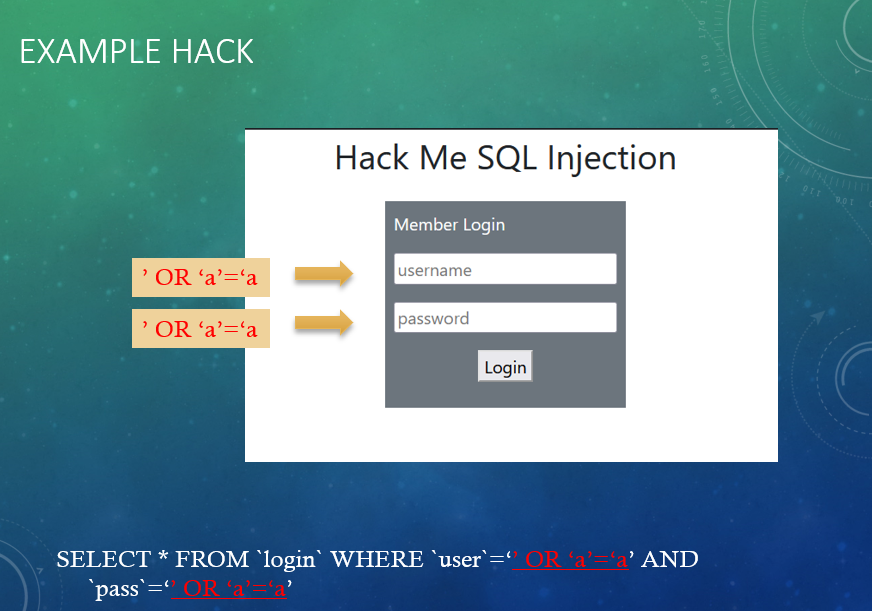 EXAMPLE HACK
Hack Me SQL Injection
Member Login
username
’ OR ‘a’=‘a
password
’ OR ‘a’=‘a
Login
SELECT * FROM `login` WHERE `user`=‘’ OR ‘a’=‘a’ AND
`pass`=‘’ OR ‘a’=‘a’